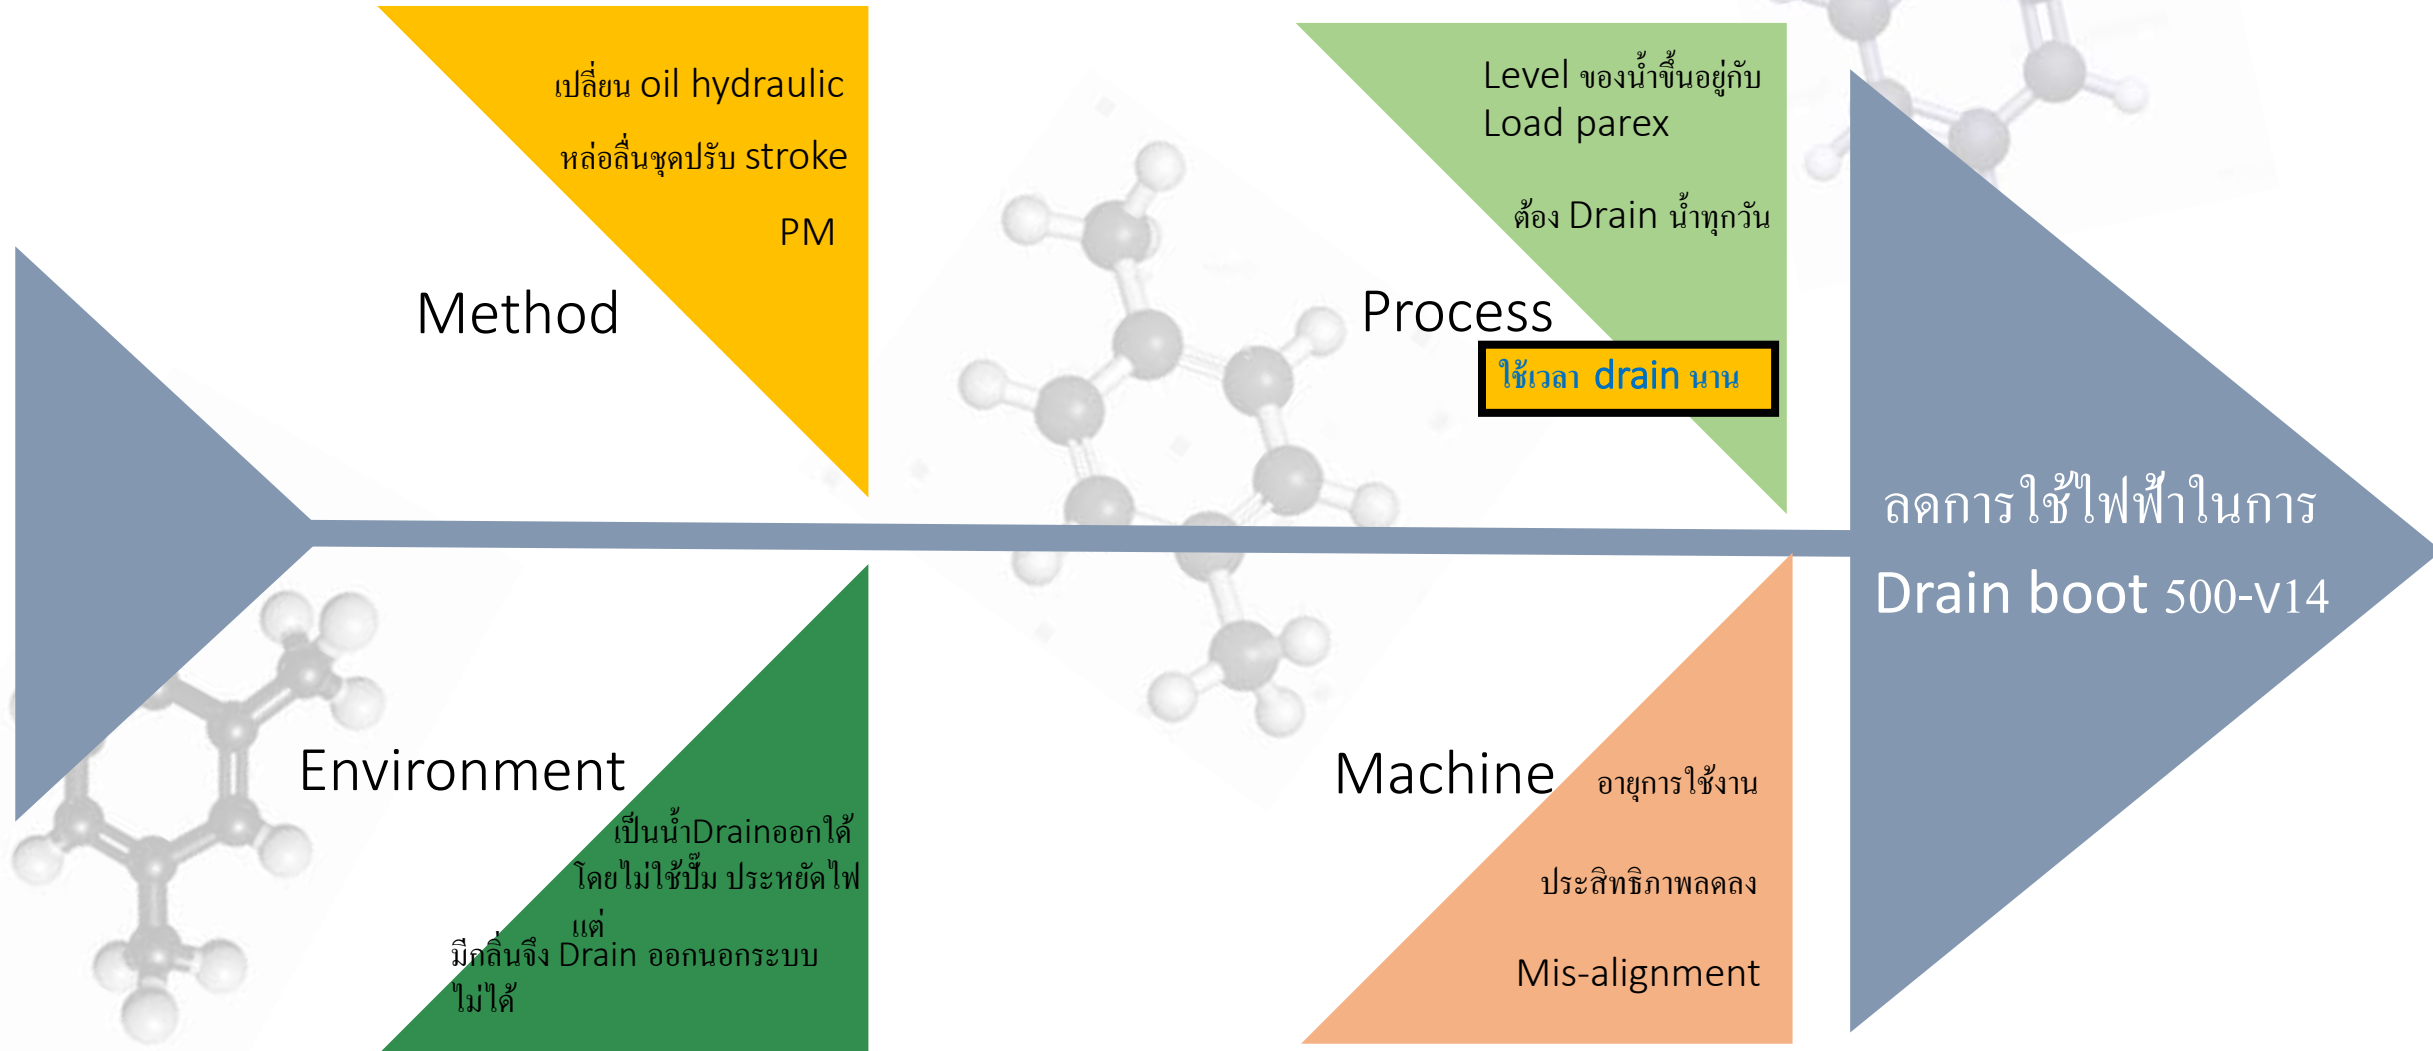 เปลี่ยน oil hydraulic
หล่อลื่นชุดปรับ stroke
PM
Method
Level ของน้ำขึ้นอยู่กับ
Load parex
ต้อง Drain น้ำทุกวัน
Process
ใช้เวลา drain นาน
ลดการใช้ไฟฟ้าในการ
Drain boot 500-v14
Environment
เป็นน้ำDrainออกได้
โดยไม่ใช้ปั๊ม ประหยัดไฟ
แต่
มีกลิ่นจึง Drain ออกนอกระบบ
ไม่ได้
Machine
อายุการใช้งาน
ประสิทธิภาพลดลง
Mis-alignment